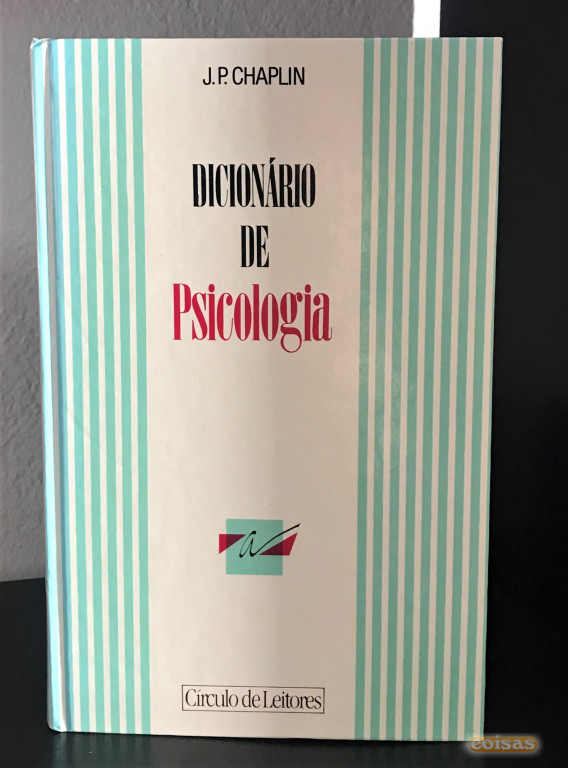 J.P. CHAPLIN
DICIONÁRIO
DE
Psicologia
a
Círculo de Leitores
coisas